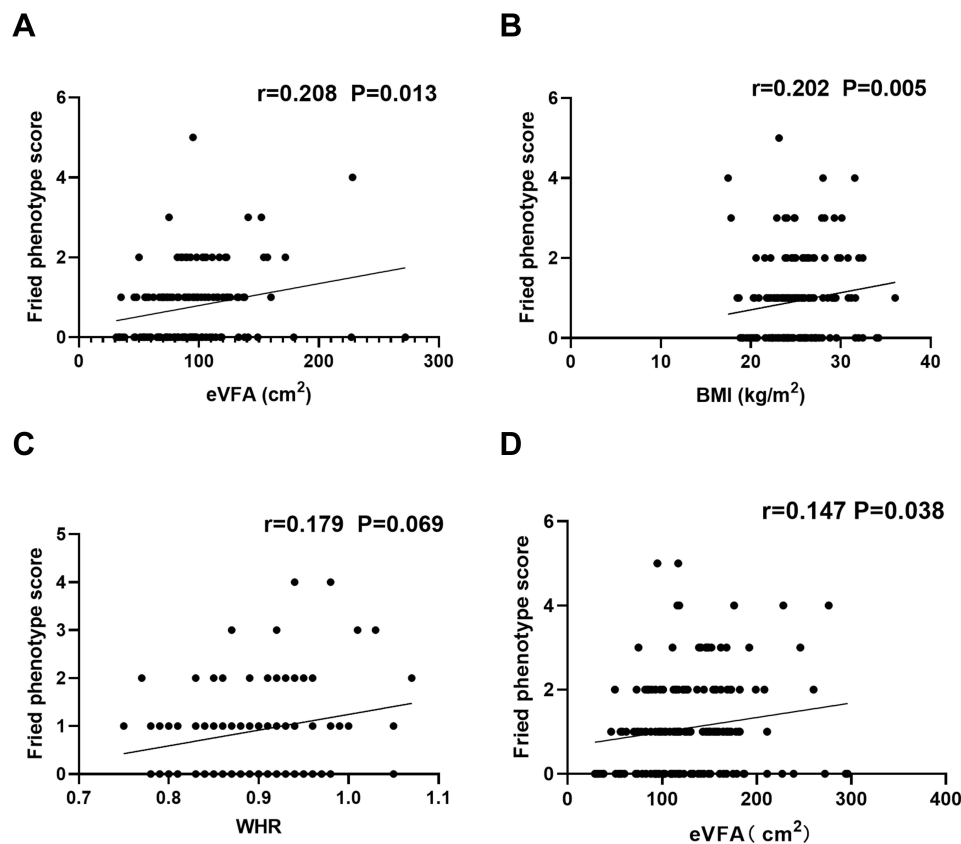 A
r=0.208 P=0.013
Fried phenotype score
6
4
2
0
0 100 200 300
eVFA (cm²)
B
r=0.202 P=0.005
Fried phenotype score
6
4
2
0
0 10 20 30 40
BMI (kg/m²)
C
r=0.179 P=0.069
Fried phenotype score
5
4
3
2
1
0
0.7 0.8 0.9 1.0 1.1
WHR
D
r=0.147 P=0.038
Fried phenotype score
6
4
2
0
0 100 200 300 400
eVFA( cm²)